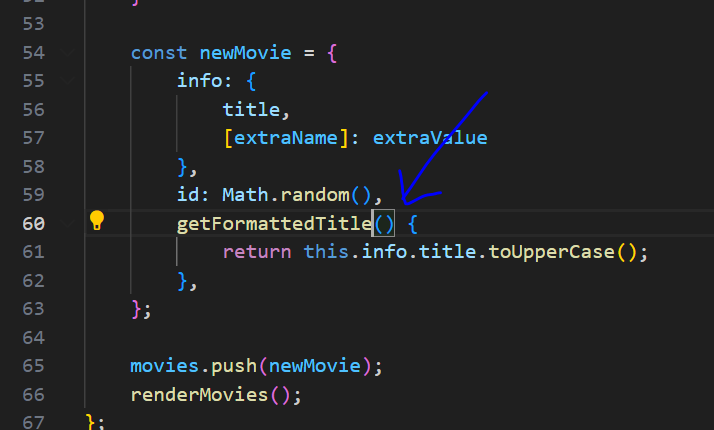 53
54 const newMovie = {
55 info: {
56 title,
57 [extraName]: extraValue
58 },
59 id: Math.random(),
60 getFormattedTitle() {
61 return this.info.title.toUpperCase();
62 },
63 };
64
65 movies.push(newMovie);
66 renderMovies();
67 };